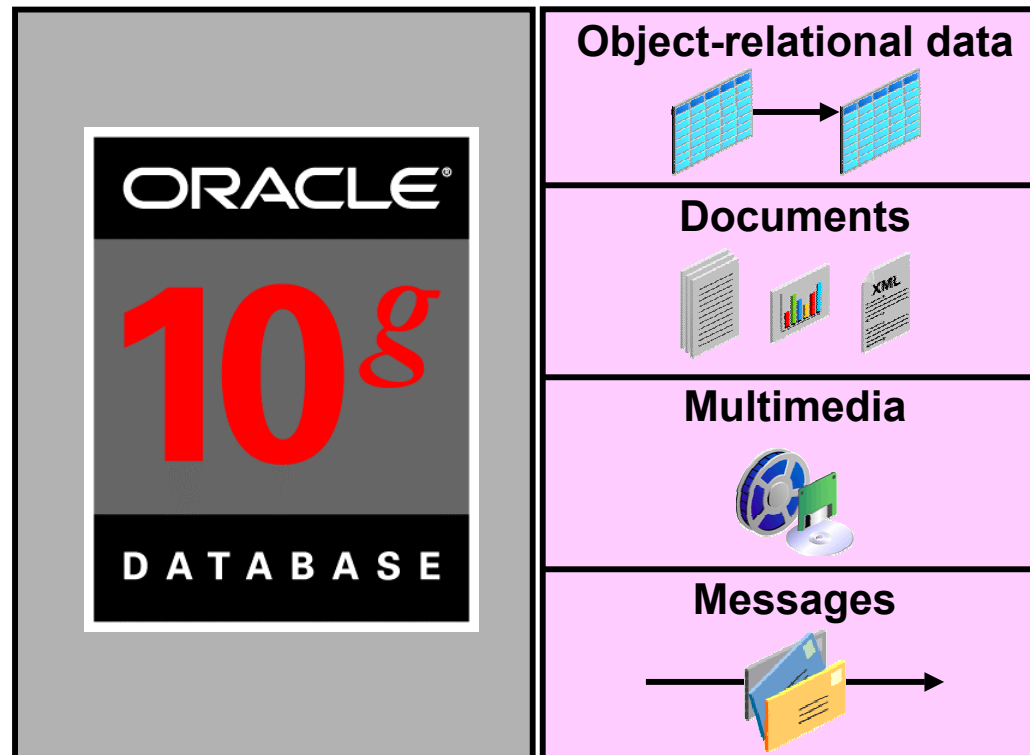 ORACLE®
10g
DATABASE
Object-relational data
Documents
XML
Multimedia
Messages